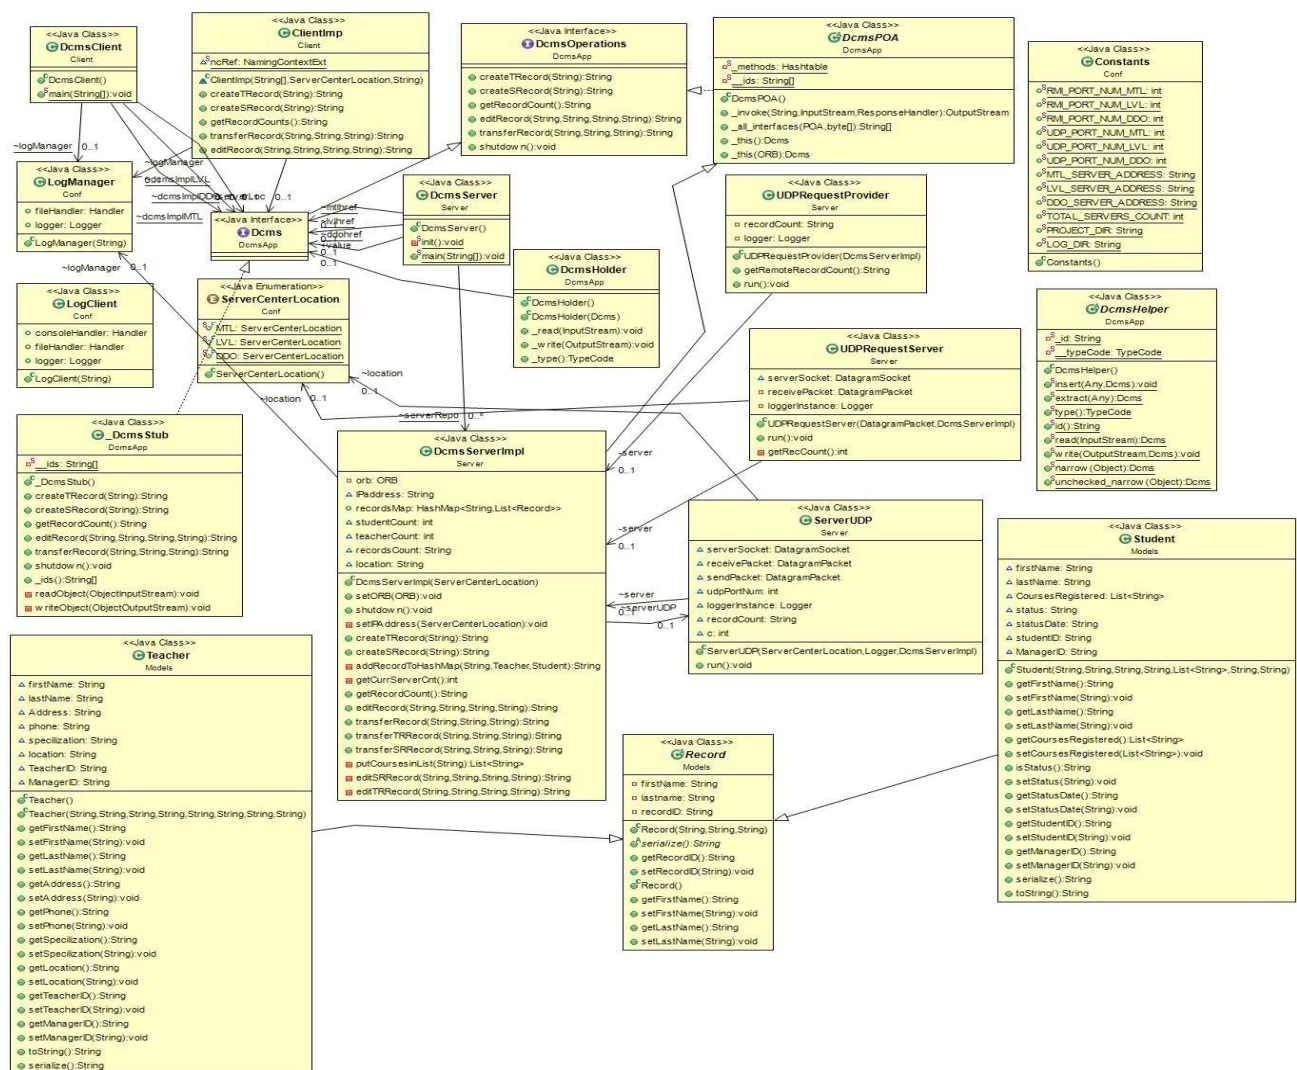 <<Java Class>>
DcmsClient
Client
DcmsClient()
main(String[]):void
<<Java Class>>
ClientImp
Client
ncRef: NamingContextExt
ClientImp(String[],ServerCenterLocation,String)
createTRecord(String):String
createSRecord(String):String
getRecordCounts():String
transferRecord(String,String,String):String
editRecord(String,String,String,String):String
<<Java Interface>>
DcmsOperations
DcmsApp
createTRecord(String):String
createSRecord(String):String
getRecordCount():String
editRecord(String,String,String,String):String
transferRecord(String,String,String):String
shutdown():void
<<Java Class>>
DcmsPOA
DcmsApp
_methods: Hashtable
__ids: String[]
DcmsPOA()
_invoke(String,InputStream,ResponseHandler):OutputStream
_all_interfaces(POA,byte[]):String[]
_this():Dcms
_this(ORB):Dcms
<<Java Class>>
Constants
Conf
RMI_PORT_NUM_MTL: int
RMI_PORT_NUM_LVL: int
RMI_PORT_NUM_DDO: int
UDP_PORT_NUM_MTL: int
UDP_PORT_NUM_LVL: int
UDP_PORT_NUM_DDO: int
MTL_SERVER_ADDRESS: String
LVL_SERVER_ADDRESS: String
DDO_SERVER_ADDRESS: String
TOTAL_SERVERS_COUNT: int
PROJECT_DIR: String
LOG_DIR: String
Constants()
~logManager 0..1
~logManager
~dcmsImplLVL
~dcmsImplDDO
~dcmsImplMTL
0..1
<<Java Class>>
LogManager
Conf
fileHandler: Handler
logger: Logger
LogManager(String)
<<Java Interface>>
Dcms
DcmsApp
~mtlhref
~lvlhref
0..1
~ddohref
+value
0..1
0..1
<<Java Class>>
DcmsServer
Server
DcmsServer()
init():void
main(String[]):void
<<Java Class>>
UDPRequestProvider
Server
recordCount: String
logger: Logger
UDPRequestProvider(DcmsServerImpl)
getRemoteRecordCount():String
run():void
~logManager 0..1
<<Java Class>>
LogClient
Conf
consoleHandler: Handler
fileHandler: Handler
logger: Logger
LogClient(String)
<<Java Enumeration>>
ServerCenterLocation
Conf
MTL: ServerCenterLocation
LVL: ServerCenterLocation
DDO: ServerCenterLocation
ServerCenterLocation()
<<Java Class>>
DcmsHolder
DcmsApp
DcmsHolder()
DcmsHolder(Dcms)
_read(InputStream):void
_write(OutputStream):void
_type():TypeCode
<<Java Class>>
DcmsHelper
DcmsApp
_id: String
__typeCode: TypeCode
DcmsHelper()
insert(Any,Dcms):void
extract(Any):Dcms
type():TypeCode
id():String
read(InputStream):Dcms
write(OutputStream,Dcms):void
narrow(Object):Dcms
unchecked_narrow(Object):Dcms
<<Java Class>>
UDPRequestServer
Server
serverSocket: DatagramSocket
receivePacket: DatagramPacket
loggerInstance: Logger
UDPRequestServer(DatagramPacket,DcmsServerImpl)
run():void
getRecCount():int
~location
0..1
~location
0..1
~serverRepo 0..*
<<Java Class>>
_DcmsStub
DcmsApp
__ids: String[]
_DcmsStub()
createTRecord(String):String
createSRecord(String):String
getRecordCount():String
editRecord(String,String,String,String):String
transferRecord(String,String,String):String
shutdown():void
_ids():String[]
readObject(ObjectInputStream):void
writeObject(ObjectOutputStream):void
<<Java Class>>
DcmsServerImpl
Server
orb: ORB
IPaddress: String
recordsMap: HashMap<String,List<Record>>
studentCount: int
teacherCount: int
recordsCount: String
location: String
DcmsServerImpl(ServerCenterLocation)
setORB(ORB):void
shutdown():void
setIPAddress(ServerCenterLocation):void
createTRecord(String):String
createSRecord(String):String
addRecordToHashMap(String,Teacher,Student):String
getCurrServerCnt():int
getRecordCount():String
editRecord(String,String,String,String):String
transferRecord(String,String,String):String
transferTRRecord(String,String,String):String
transferSRRecord(String,String,String):String
putCoursesinList(String):List<String>
editSRRecord(String,String,String,String):String
editTRRecord(String,String,String,String):String
-server
0..1
-server
0..1
~server
0..1
~serverUDP
0..1
<<Java Class>>
ServerUDP
Server
serverSocket: DatagramSocket
receivePacket: DatagramPacket
sendPacket: DatagramPacket
udpPortNum: int
loggerInstance: Logger
recordCount: String
c: int
ServerUDP(ServerCenterLocation,Logger,DcmsServerImpl)
run():void
<<Java Class>>
Student
Models
firstName: String
lastName: String
CoursesRegistered: List<String>
status: String
statusDate: String
studentID: String
ManagerID: String
Student(String,String,String,String,List<String>,String,String)
getFirstName():String
setFirstName(String):void
getLastName():String
setLastName(String):void
getCoursesRegistered():List<String>
setCoursesRegistered(List<String>):void
isStatus():String
setStatus(String):void
getStatusDate():String
setStatusDate(String):void
getStudentID():String
setStudentID(String):void
getManagerID():String
setManagerID(String):void
serialize():String
toString():String
<<Java Class>>
Teacher
Models
firstName: String
lastName: String
Address: String
phone: String
specilization: String
location: String
TeacherID: String
ManagerID: String
Teacher()
Teacher(String,String,String,String,String,String,String,String)
getFirstName():String
setFirstName(String):void
getLastName():String
setLastName(String):void
getAddress():String
setAddress(String):void
getPhone():String
setPhone(String):void
getSpecilization():String
setSpecilization(String):void
getLocation():String
setLocation(String):void
getTeacherID():String
setTeacherID(String):void
getManagerID():String
setManagerID(String):void
toString():String
serialize():String
<<Java Class>>
Record
Models
firstName: String
lastname: String
recordID: String
Record(String,String,String)
serialize():String
getRecordID():String
setRecordID(String):void
Record()
getFirstName():String
setFirstName(String):void
getLastName():String
setLastName(String):void